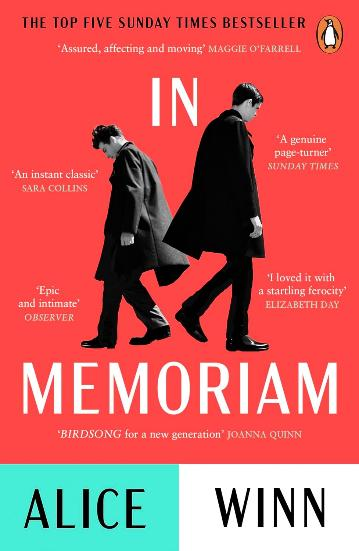 THE TOP FIVE SUNDAY TIMES BESTSELLER
'Assured, affecting and moving' MAGGIE O'FARRELL
IN
'A genuine
page-turner'
SUNDAY TIMES
'An instant classic'
SARA COLLINS
'I loved it with
a startling ferocity'
ELIZABETH DAY
'Epic
and intimate'
OBSERVER
MEMORIAM
'BIRDSONG for a new generation' JOANNA QUINN
ALICE WINN